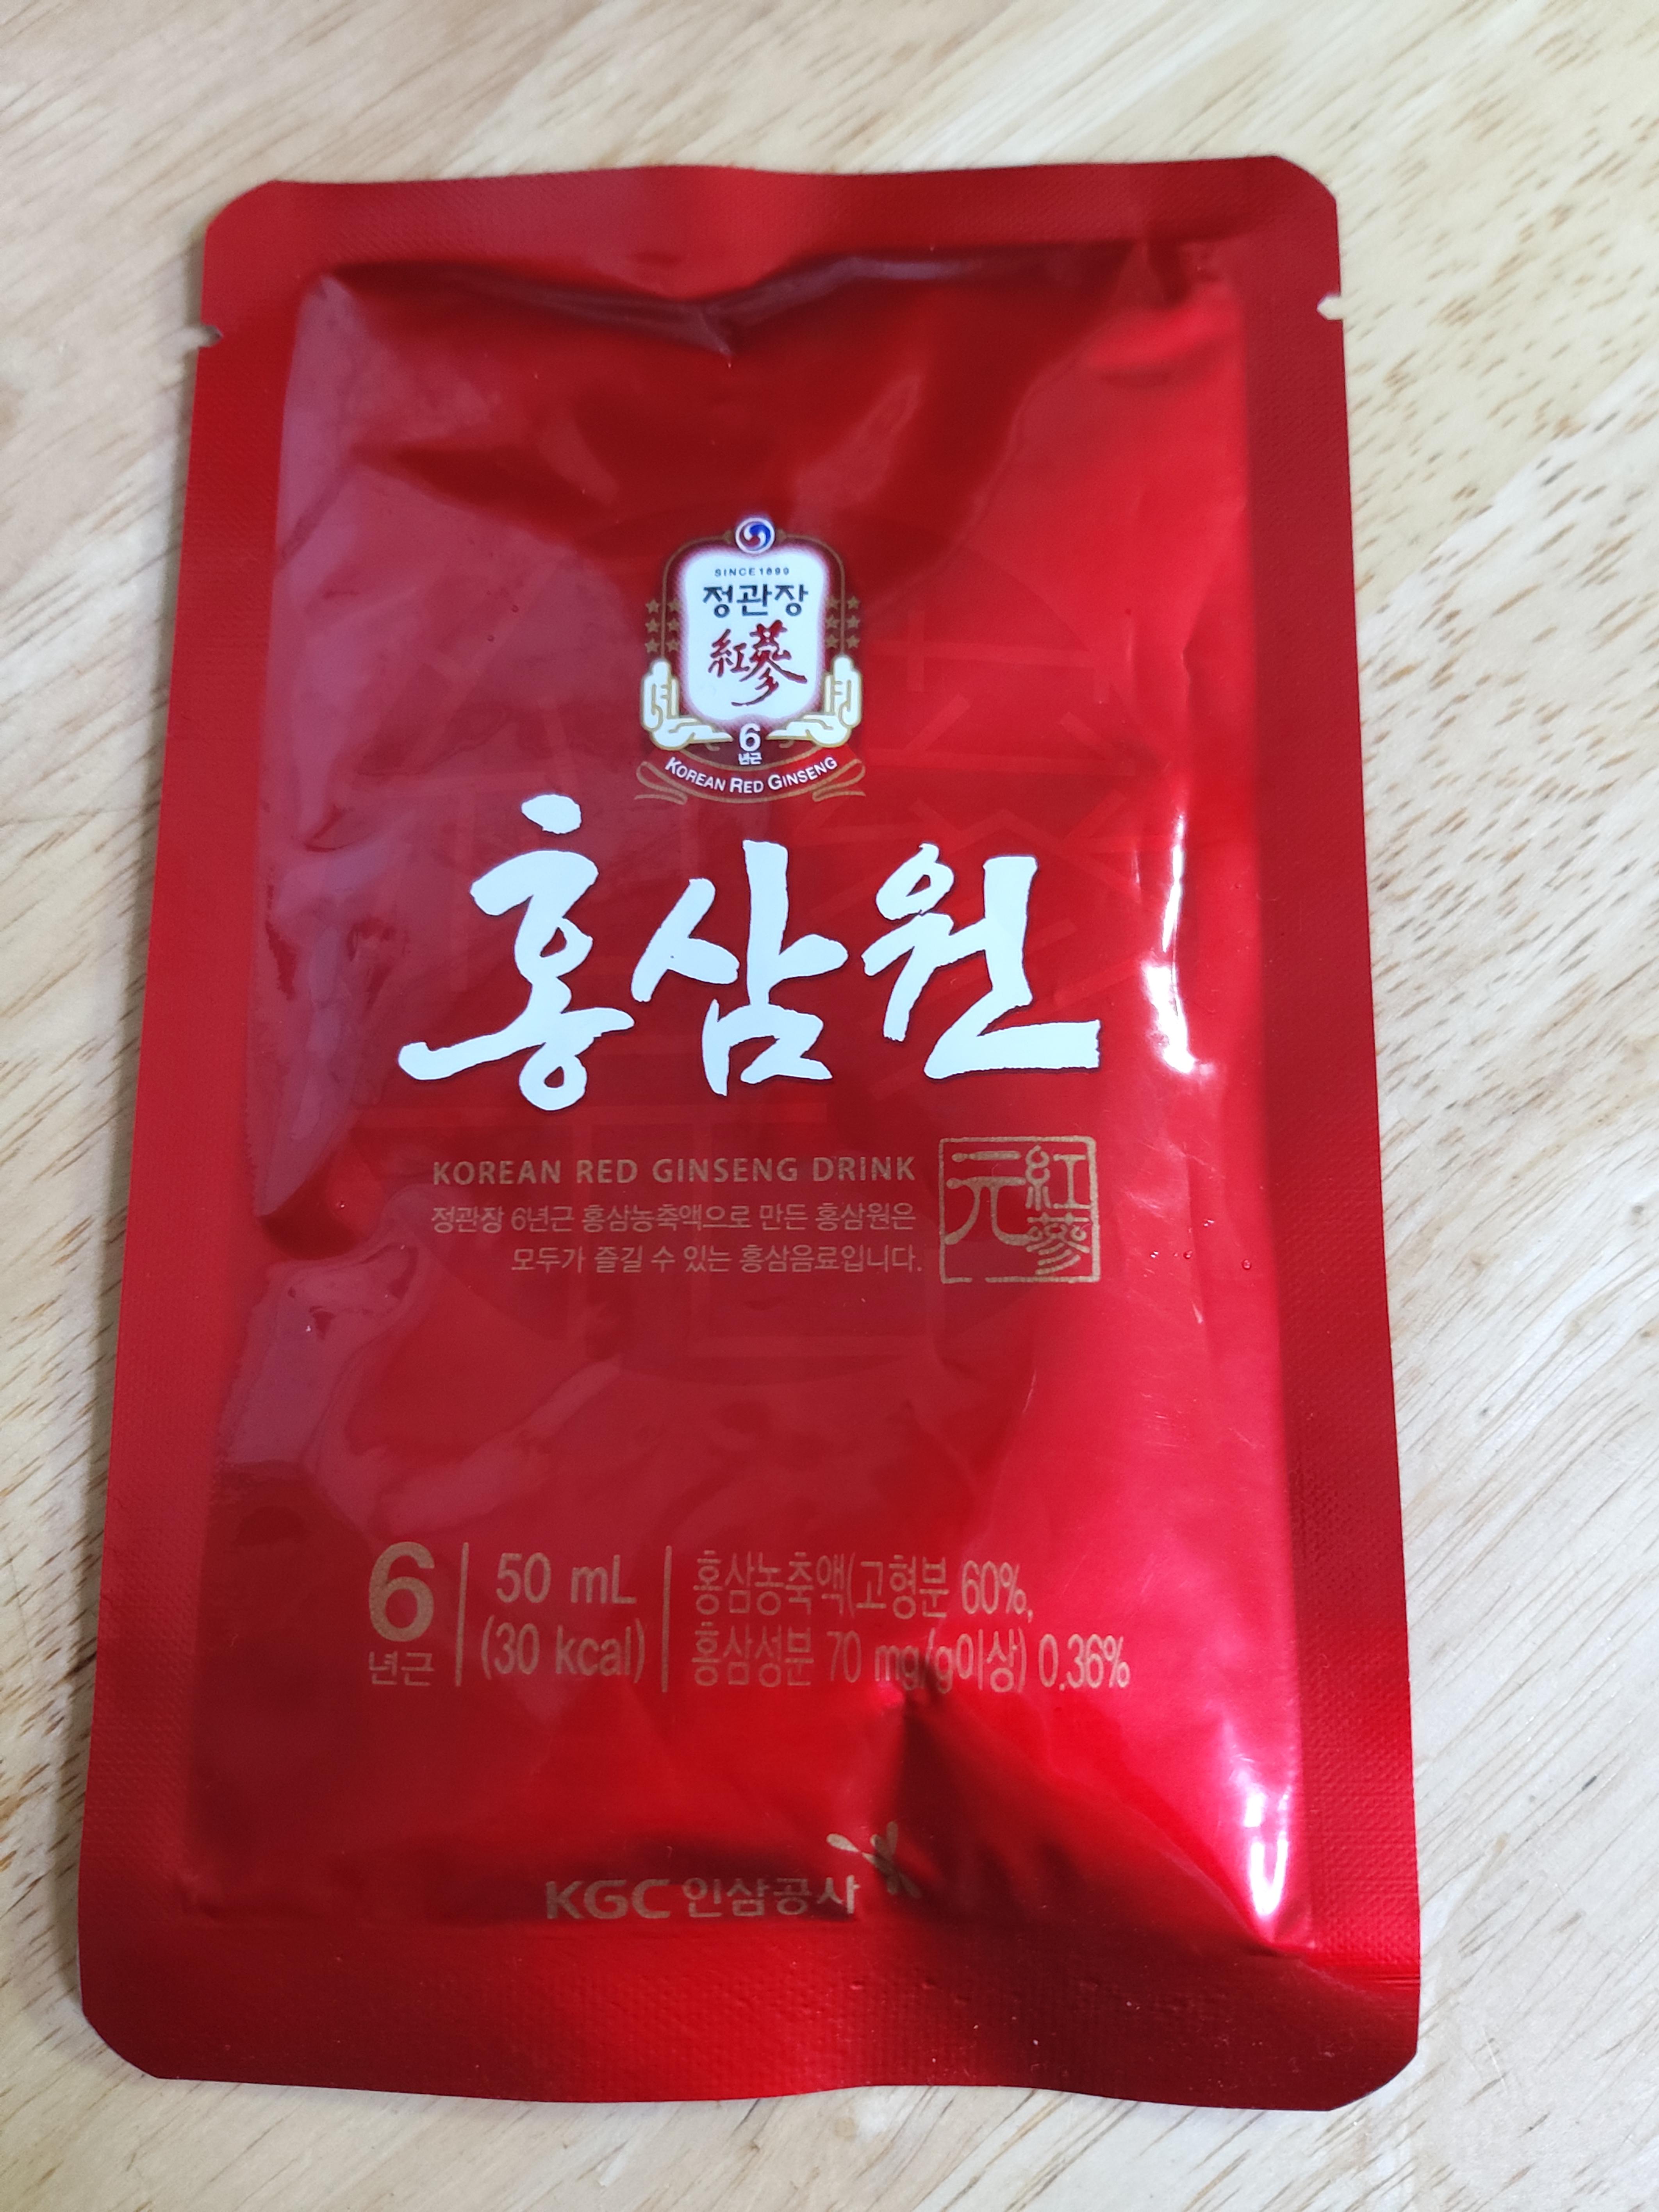 SINCE 1899
정관장
紅蔘
6
년근
KOREAN RED GINSENG
홍삼원
KOREAN RED GINSENG DRINK
정관장 6년근 홍삼농축액으로 만든 홍삼원은
모두가 즐길 수 있는 홍삼음료입니다.
紅蔘元
6
년근
50 mL
(30 kcal)
홍삼농축액(고형분 60%,
홍삼성분 70 mg/g이상) 0.36%
KGC 인삼공사